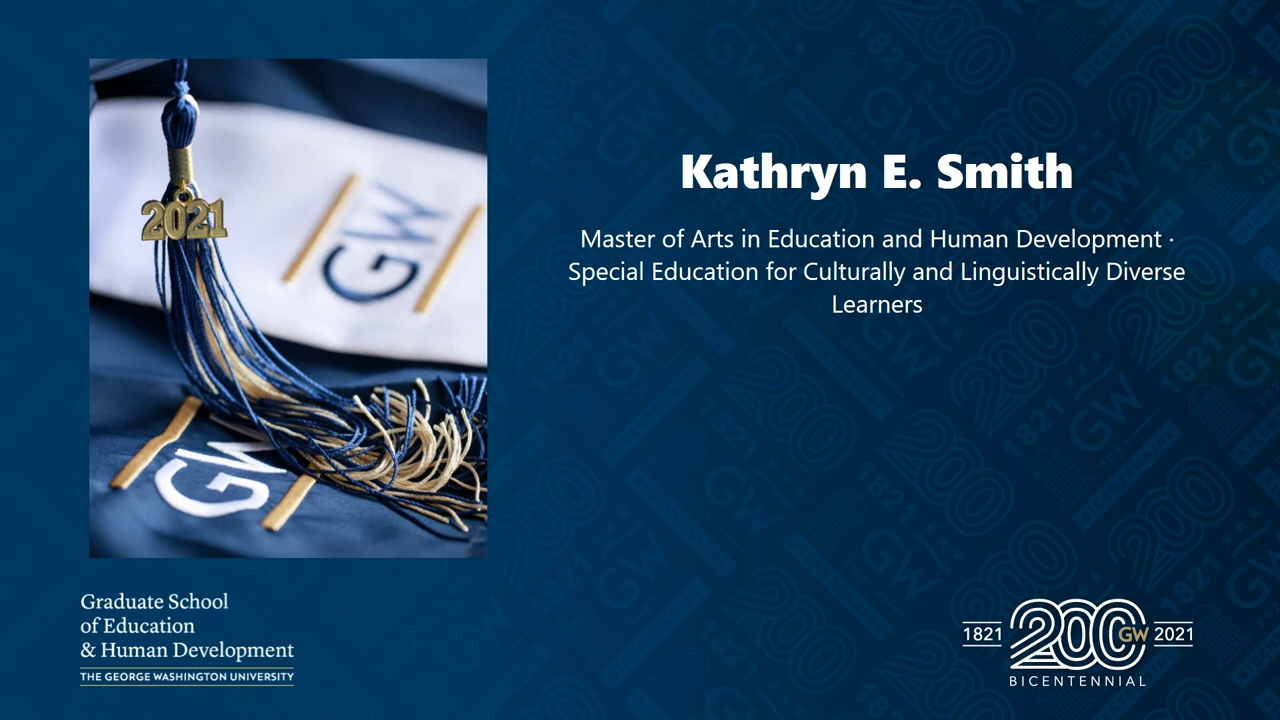 2021
GW
GW
Kathryn E. Smith
Master of Arts in Education and Human Development ·
Special Education for Culturally and Linguistically Diverse
Learners
Graduate School
of Education
& Human Development
THE GEORGE WASHINGTON UNIVERSITY
1821 200 GW 2021
BICENTENNIAL